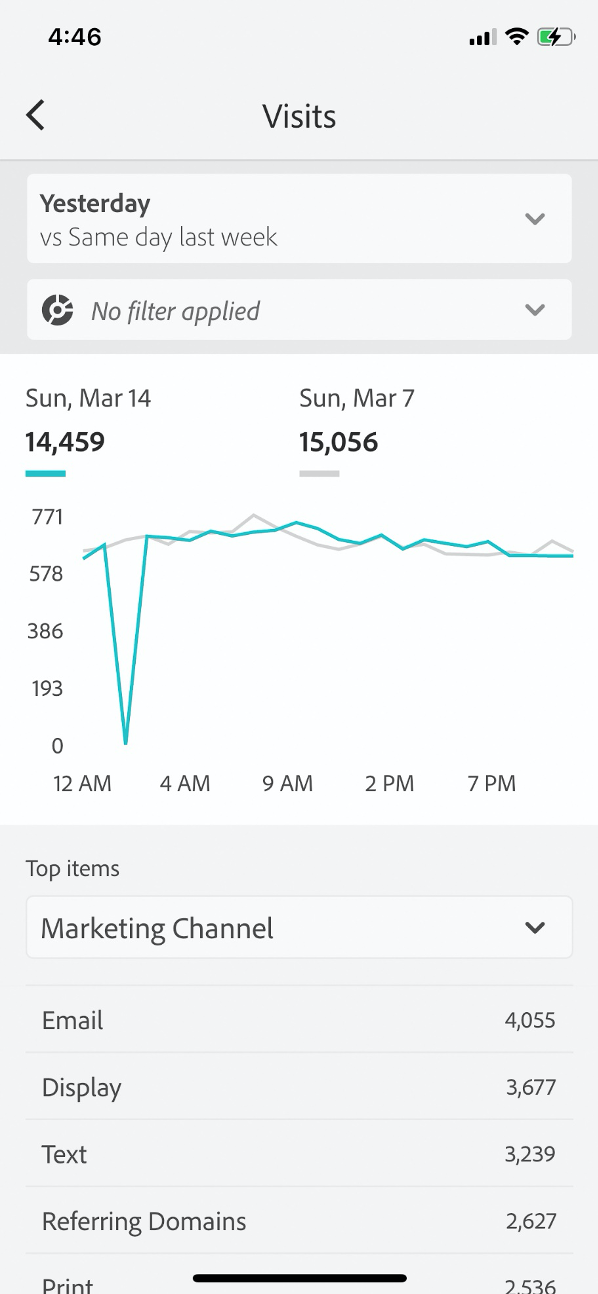 4:46
Visits
Yesterday
vs Same day last week
No filter applied
Sun, Mar 14
Sun, Mar 7
14,459
15,056
771
578
386
193
0
12 AM 4 AM 9 AM 2 PM 7 PM
Top items
Marketing Channel
Email 4,055
Display 3,677
Text 3,239
Referring Domains 2,627
Print 2,536